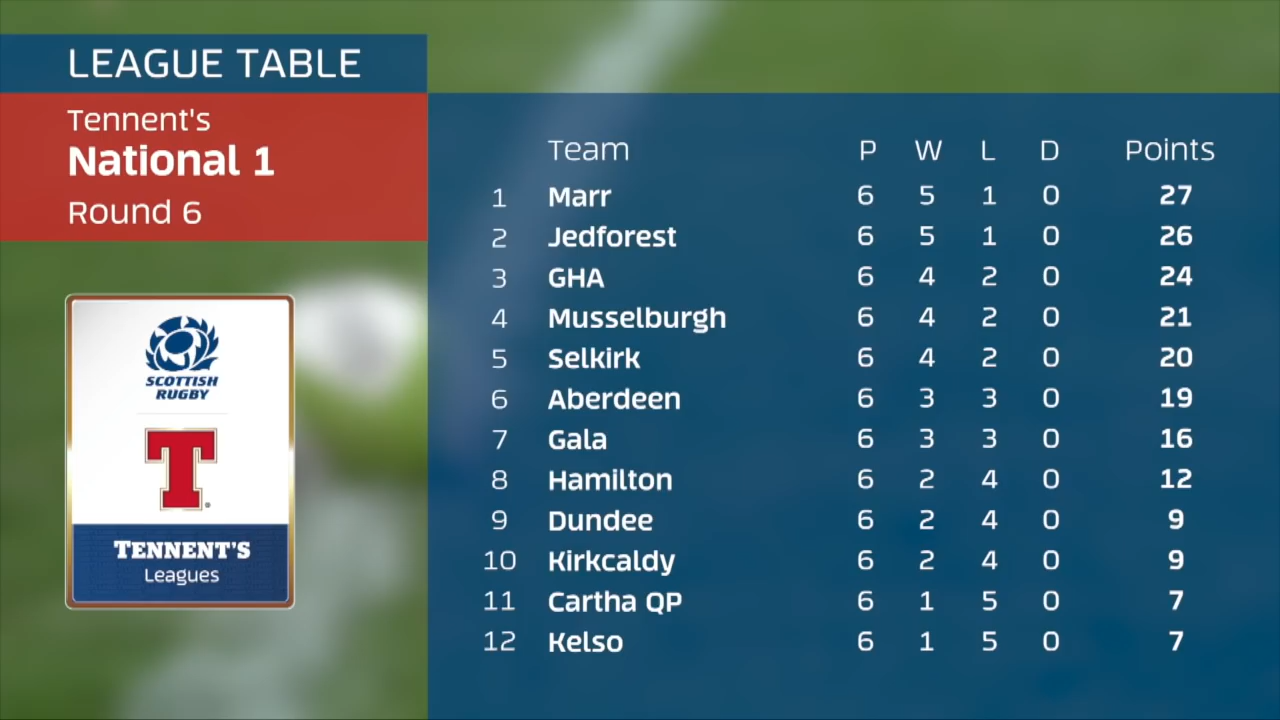 LEAGUE TABLE
Tennent's
National 1
Round 6
SCOTTISH
RUGBY
T
TENNENT'S
Leagues
Team P W L D Points
1 Marr 6 5 1 0 27
2 Jedforest 6 5 1 0 26
3 GHA 6 4 2 0 24
4 Musselburgh 6 4 2 0 21
5 Selkirk 6 4 2 0 20
6 Aberdeen 6 3 3 0 19
7 Gala 6 3 3 0 16
8 Hamilton 6 2 4 0 12
9 Dundee 6 2 4 0 9
10 Kirkcaldy 6 2 4 0 9
11 Cartha QP 6 1 5 0 7
12 Kelso 6 1 5 0 7